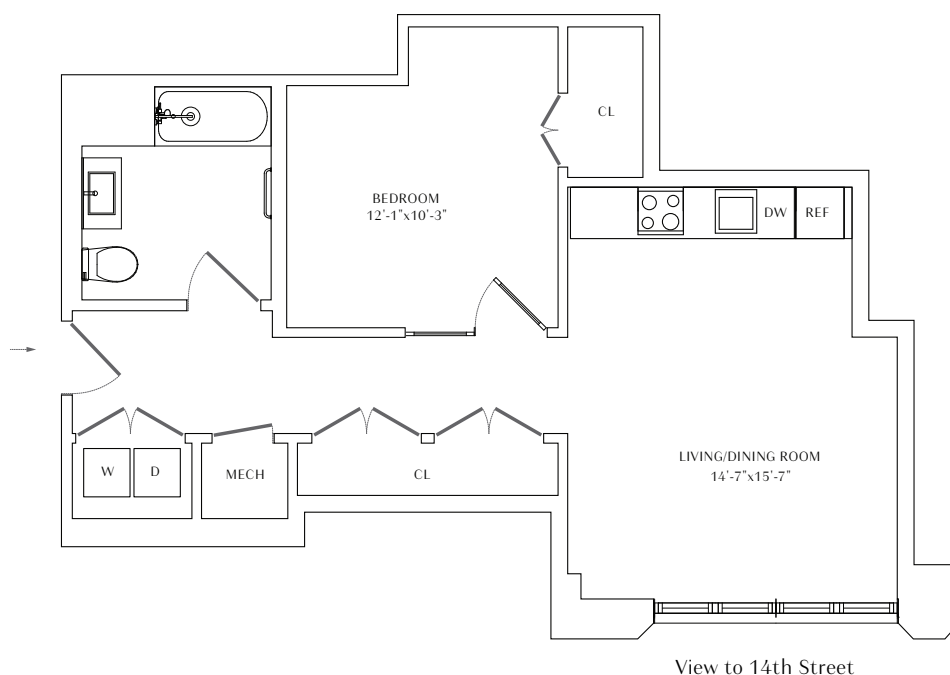 CL
BEDROOM
12'-1"x10'-3"
DW
REF
LIVING/DINING ROOM
14'-7"x15'-7"
W
D
MECH
CL
View to 14th Street